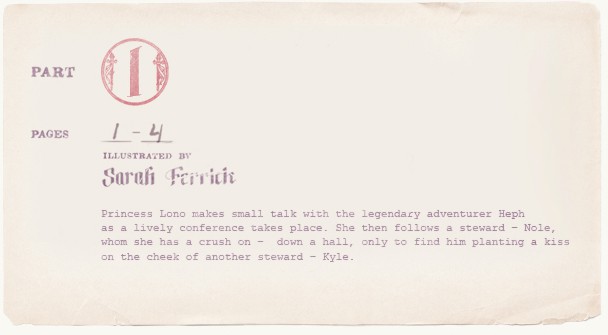 PART 1
PAGES 1 - 4
ILLUSTRATED BY
Sarah Ferrick
Princess Lono makes small talk with the legendary adventurer Heph
as a lively conference takes place. She then follows a steward – Nole,
whom she has a crush on – down a hall, only to find him planting a kiss
on the cheek of another steward – Kyle.